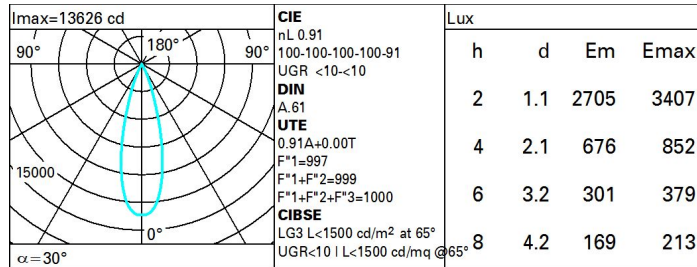 Imax=13626 cd
90°
180°
90°
15000
0°
α=30°
CIE
nL 0.91
100-100-100-100-91
UGR <10-<10
DIN
A.61
UTE
0.91A+0.00T
F"1=997
F"1+F"2=999
F"1+F"2+F"3=1000
CIBSE
LG3 L<1500 cd/m² at 65°
UGR<10 | L<1500 cd/mq @65°
Lux
h d Em Emax
2 1.1 2705 3407
4 2.1 676 852
6 3.2 301 379
8 4.2 169 213